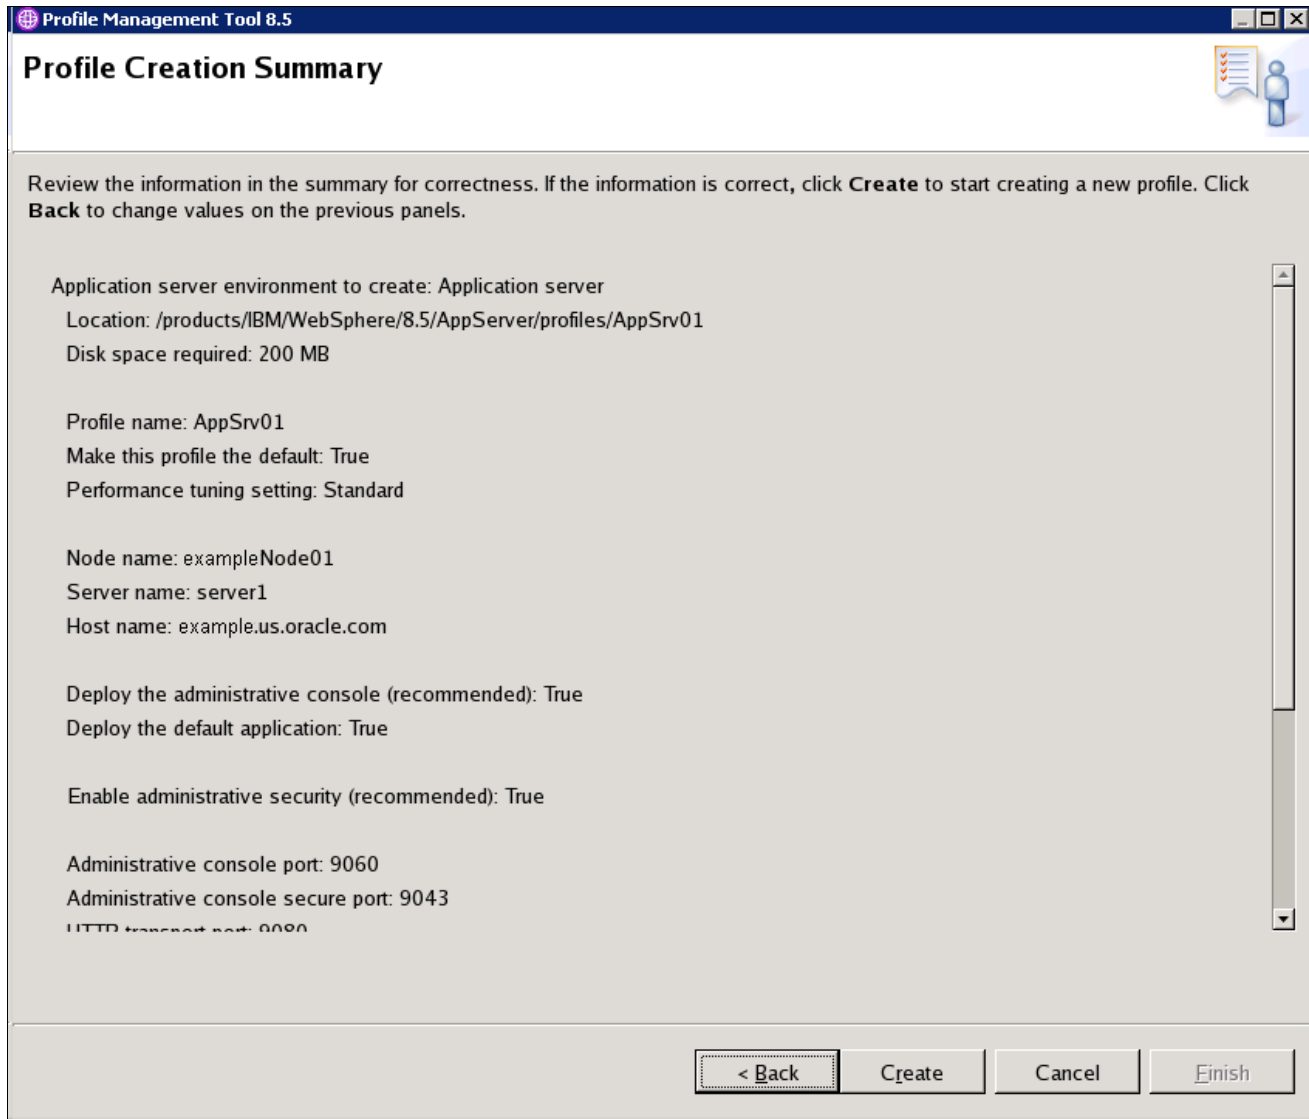 Profile Management Tool 8.5
Profile Creation Summary
Review the information in the summary for correctness. If the information is correct, click Create to start creating a new profile. Click
Back to change values on the previous panels.
Application server environment to create: Application server
Location: /products/IBM/WebSphere/8.5/AppServer/profiles/AppSrv01
Disk space required: 200 MB
Profile name: AppSrv01
Make this profile the default: True
Performance tuning setting: Standard
Node name: exampleNode01
Server name: server1
Host name: example.us.oracle.com
Deploy the administrative console (recommended): True
Deploy the default application: True
Enable administrative security (recommended): True
Administrative console port: 9060
Administrative console secure port: 9043
HTTP transport port: 9080
< Back
Create
Cancel
Finish